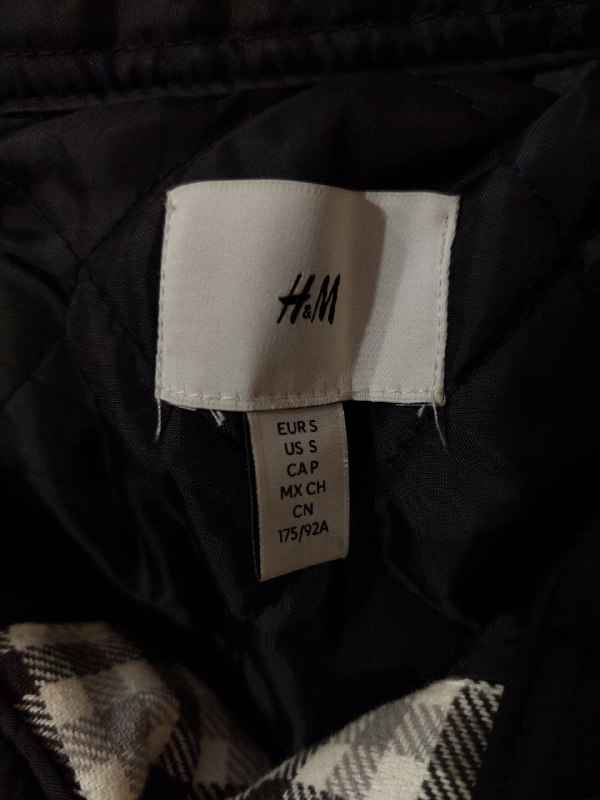 H&M
EUR S
US S
CA P
MX CH
CN
175/92A